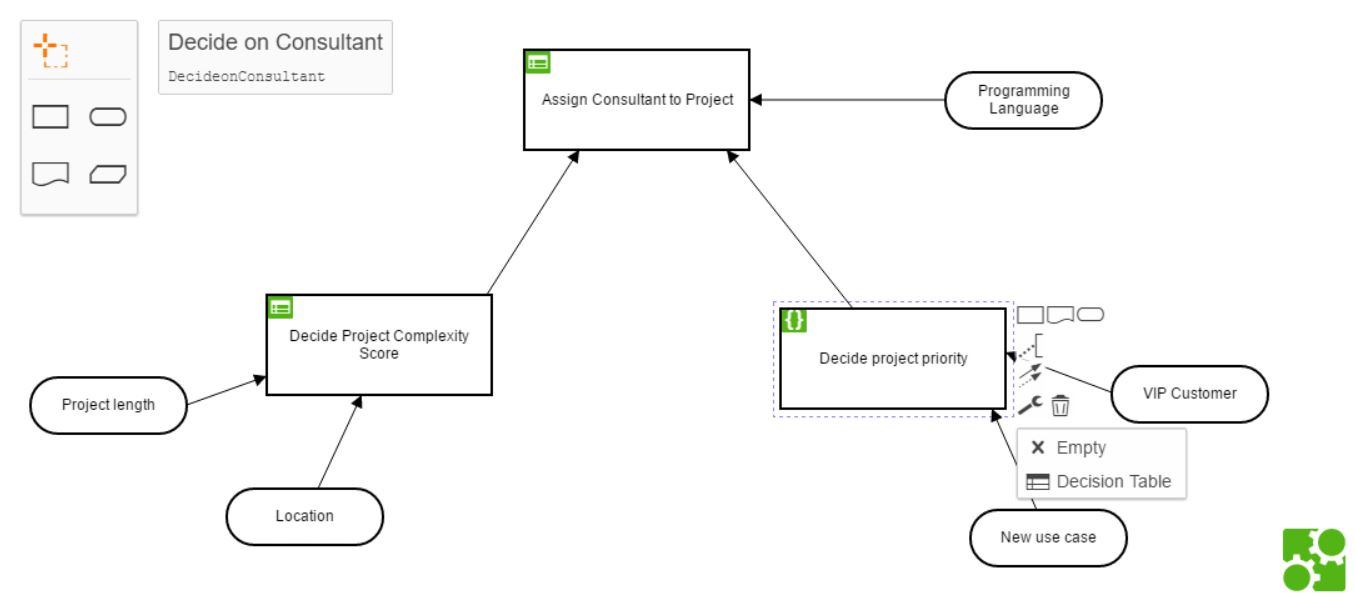 Decide on Consultant
DecideonConsultant
Assign Consultant to Project
Programming
Language
Decide Project Complexity
Score
{}
Decide project priority
Project length
VIP Customer
Empty
Decision Table
Location
New use case